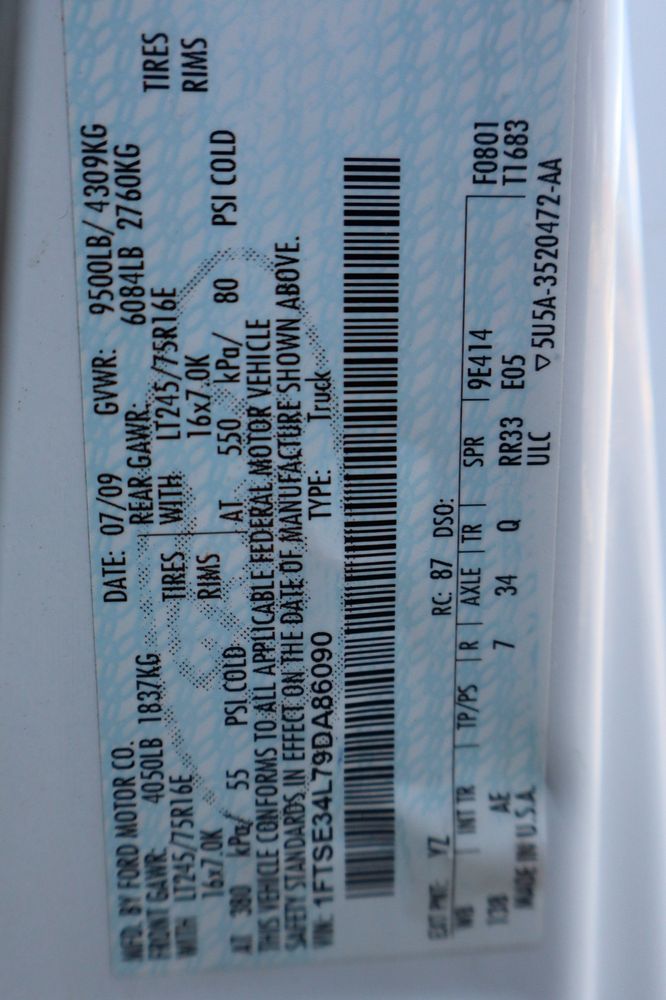 MFD. BY FORD MOTOR CO. DATE: 07/09 GVWR: 9500LB/ 4309KG
FRONT GAWR: 4050LB 1837KG REAR GAWR: 6084LB 2760KG
WITH LT245/75R16E TIRES WITH LT245/75R16E TIRES
16x7.0K RIMS 16x7.0K RIMS
AT 380 kPa/ 55 PSI COLD AT 550 kPa/ 80 PSI COLD
THIS VEHICLE CONFORMS TO ALL APPLICABLE FEDERAL MOTOR VEHICLE
SAFETY STANDARDS IN EFFECT ON THE DATE OF MANUFACTURE SHOWN ABOVE.
VIN: 1FTSE34L79DA86090 TYPE: Truck
EXT PNT: YZ RC: 87 DSO:
WB INT TR TP/PS R AXLE TR SPR 9E414 F0801
138 AE 7 34 Q RR33 E05 T1683
MADE IN U.S.A. ULC ▽5U5A-3520472-AA